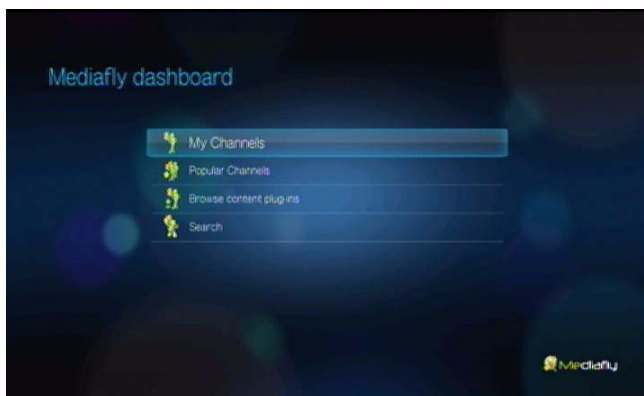 Mediafly dashboard
My Channels
Popular Channels
Browse content plug-ins
Search
Mediafly